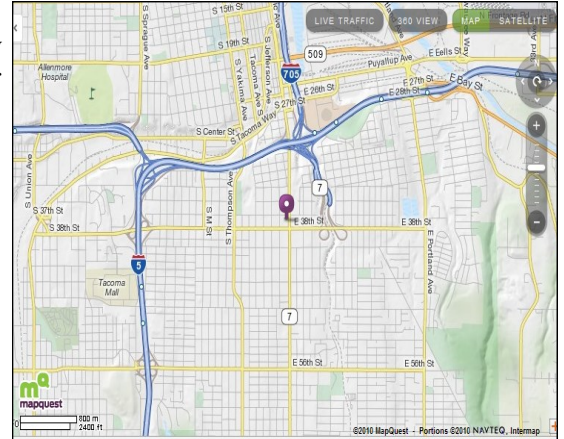 S 15th St
LIVE TRAFFIC
360 VIEW
MAP
SATELLITE
S Sprague Ave
S 19th St
S Jefferson Ave
509
E Eells St
Puyallup Ave
Allenmore
Hospital
705
S Yakima Ave
Tacoma Ave S
E 26th St
E 27th St
E 28th St
E Bay St
S 27th St
S Center St
S Tacoma Way
S Union Ave
7
S 37th St
S 38th St
S M St
S Thompson Ave
E 38th St
E 38th St
E Portland Ave
5
Tacoma
Mall
7
E 56th St
E 56th St
mq
mapquest
0
800 m
2400 ft
©2010 MapQuest - Portions ©2010 NAVTEQ, Intermap